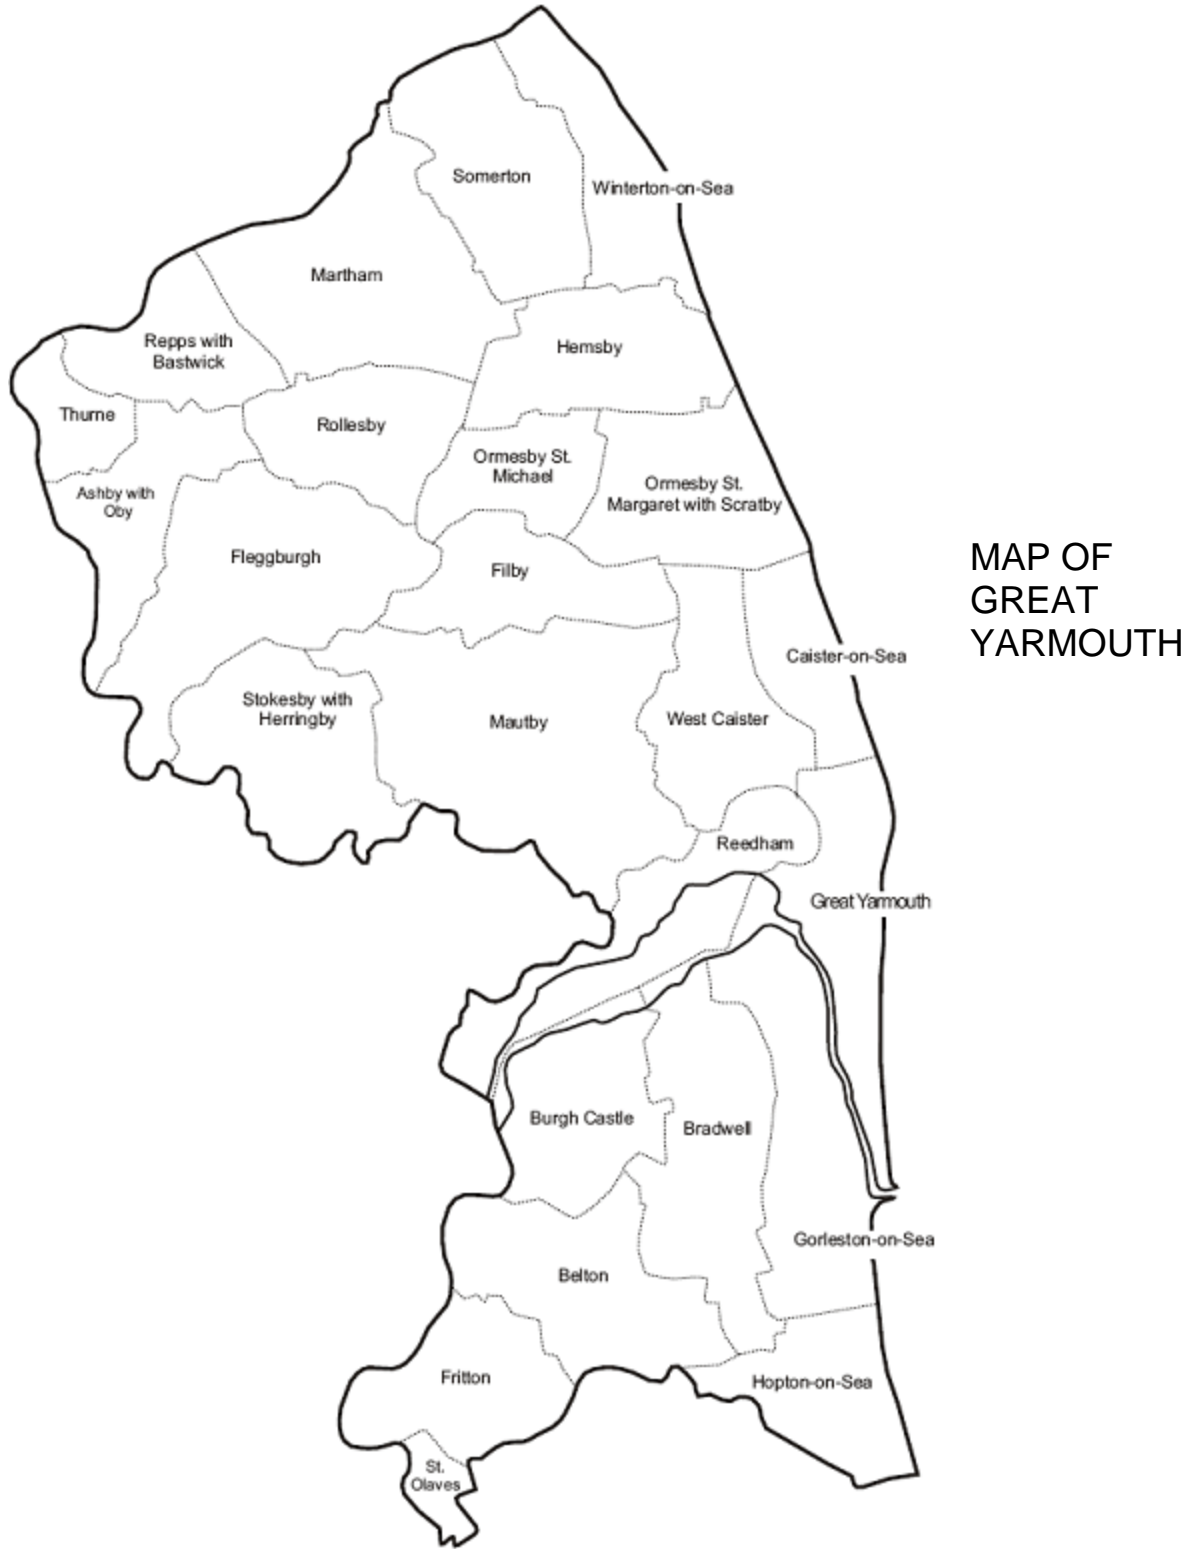 Somerton
Winterton-on-Sea
Martham
Repps with
Bastwick
Hemsby
Thurne
Rollesby
Ormesby St.
Michael
Ormesby St.
Margaret with Scratby
Ashby with
Oby
Fleggburgh
Filby
MAP OF
GREAT
YARMOUTH
Caister-on-Sea
Stokesby with
Herringby
Mautby
West Caister
Reedham
Great Yarmouth
Burgh Castle
Bradwell
Gorleston-on-Sea
Belton
Fritton
Hopton-on-Sea
St.
Olaves